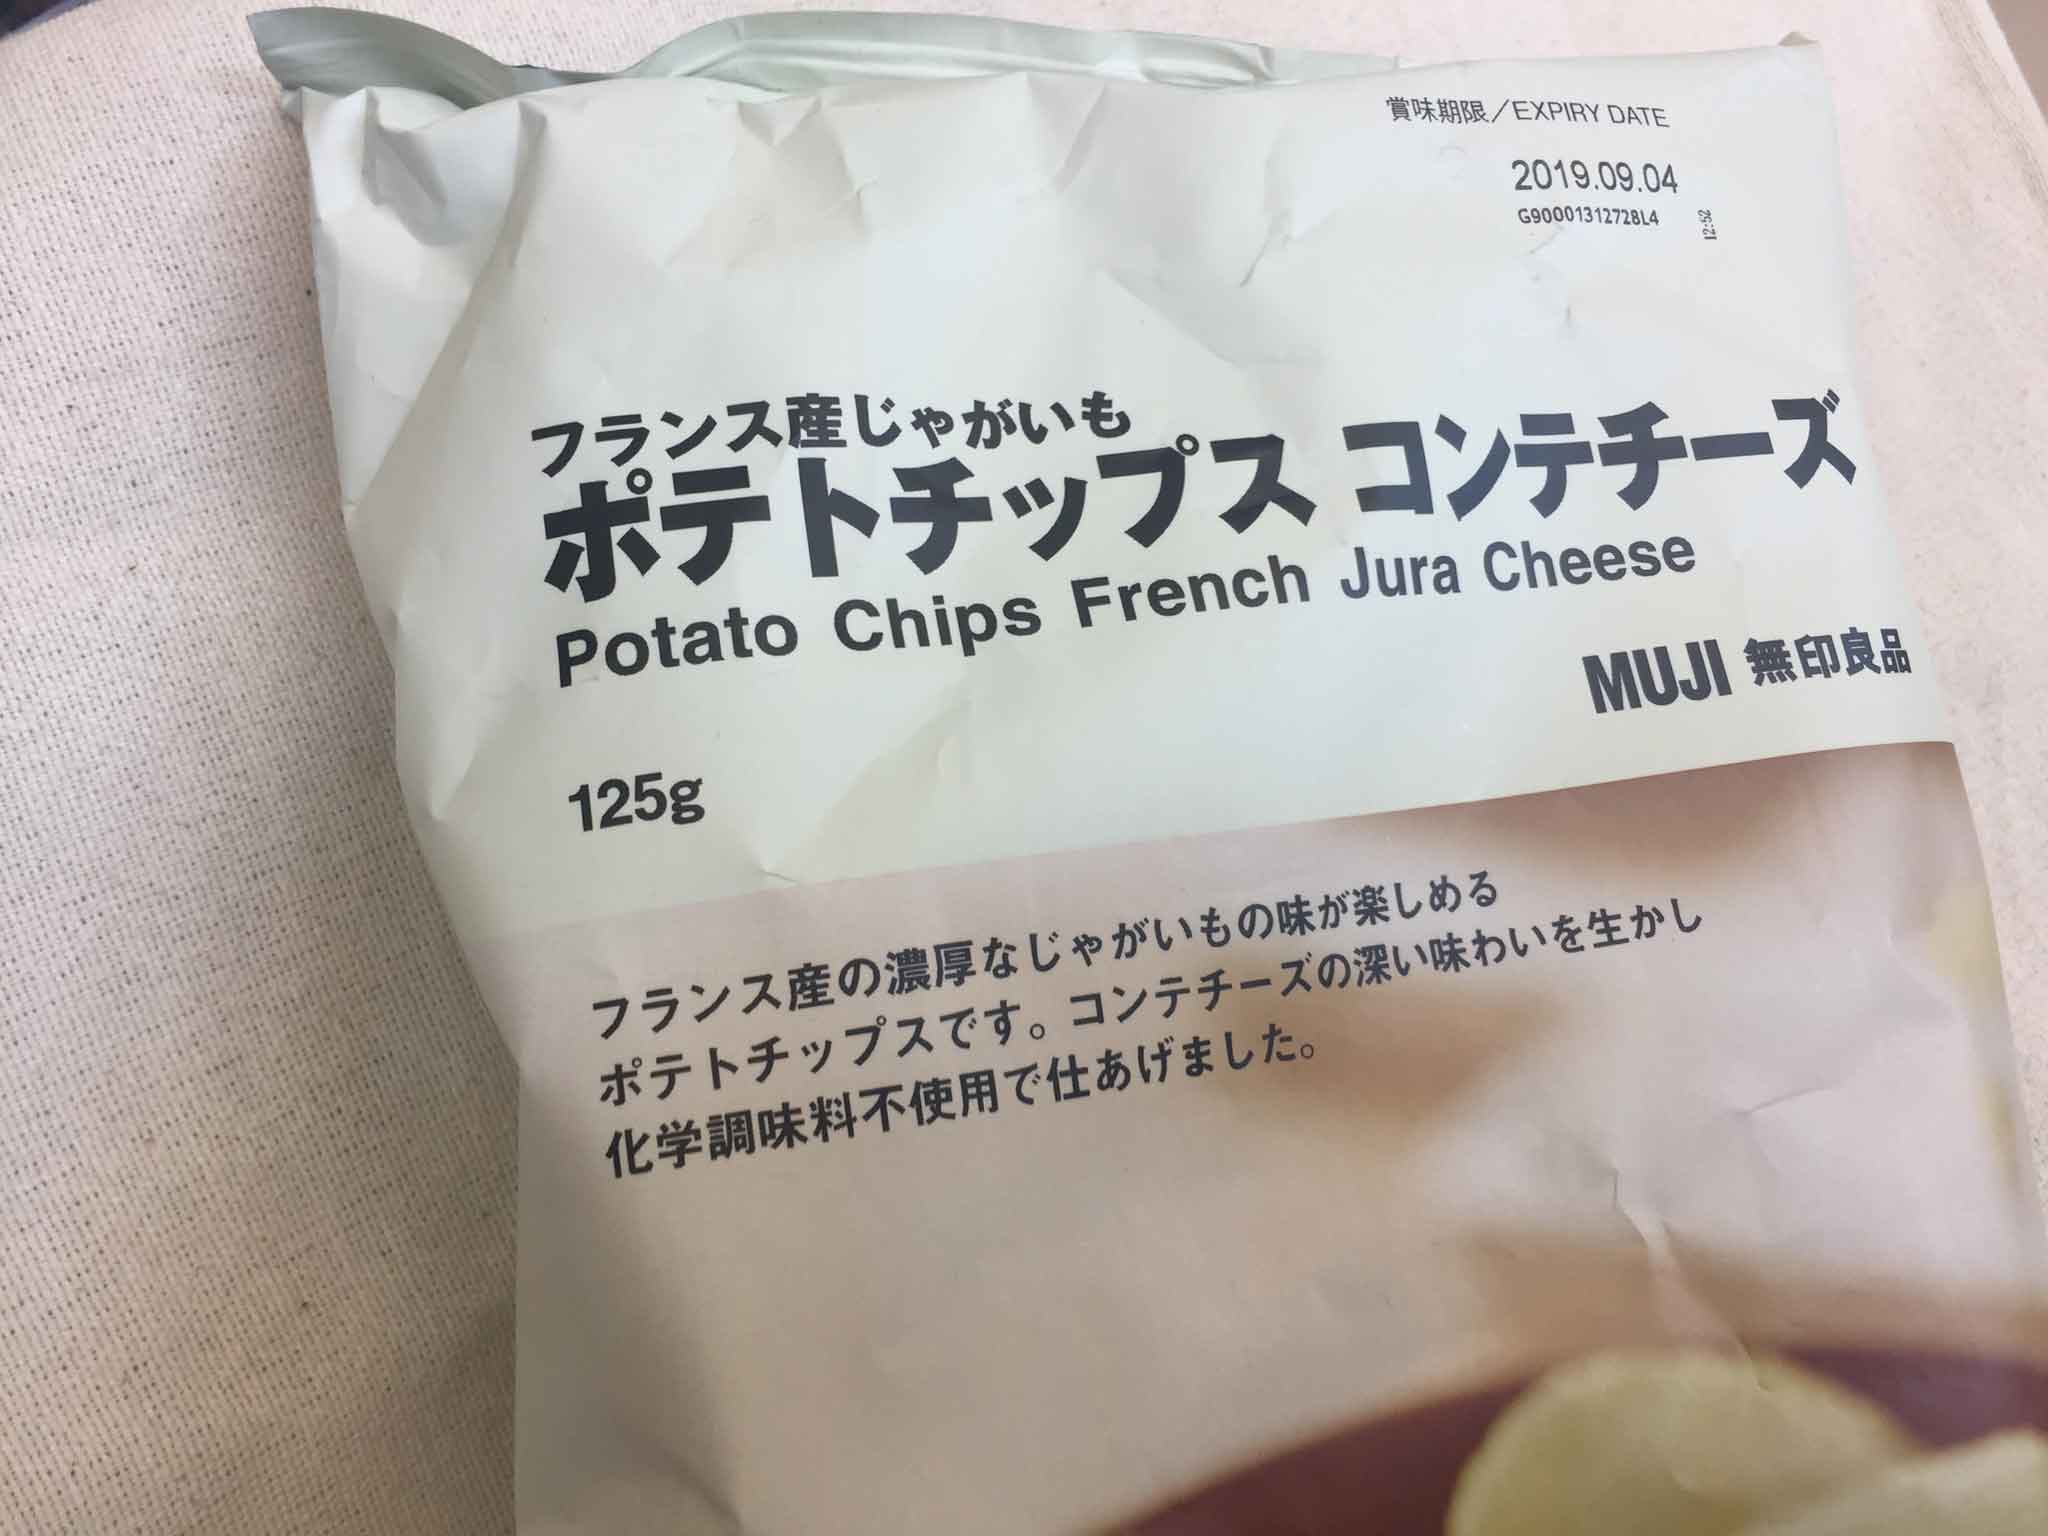 賞味期限／EXPIRY DATE
2019.09.04
G90001312728L4
12:52
フランス産じゃがいも
ポテトチップス コンテチーズ
Potato Chips French Jura Cheese
MUJI 無印良品
125g
フランス産の濃厚なじゃがいもの味が楽しめる
ポテトチップスです。コンテチーズの深い味わいを生かし
化学調味料不使用で仕あげました。